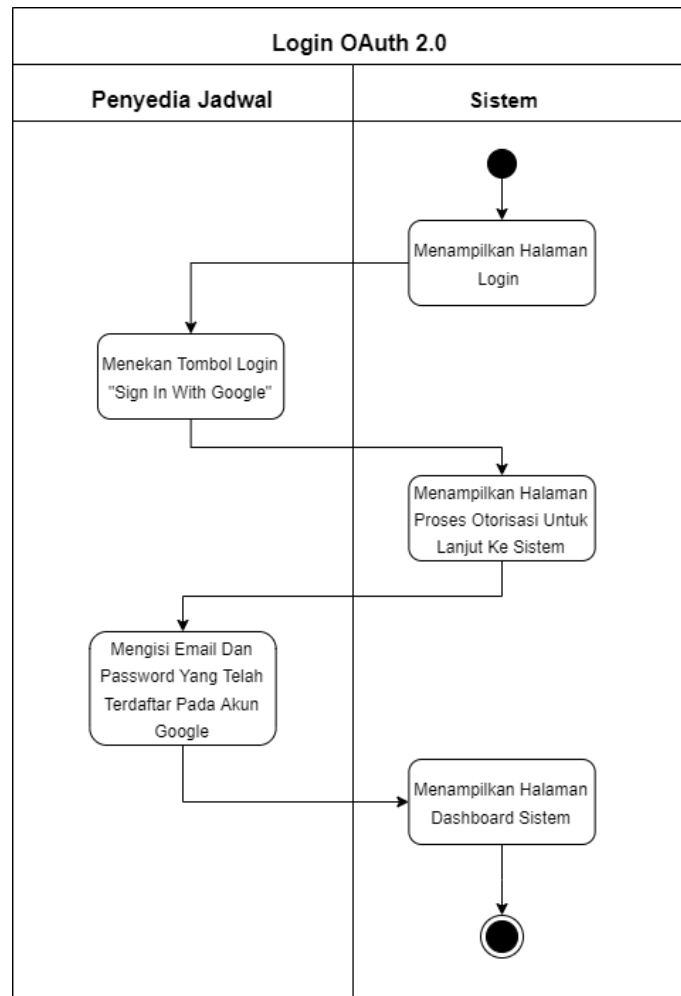 Login OAuth 2.0
Penyedia Jadwal
Sistem
Menampilkan Halaman
Login
Menekan Tombol Login
"Sign In With Google"
Menampilkan Halaman
Proses Otorisasi Untuk
Lanjut Ke Sistem
Mengisi Email Dan
Password Yang Telah
Terdaftar Pada Akun
Google
Menampilkan Halaman
Dashboard Sistem